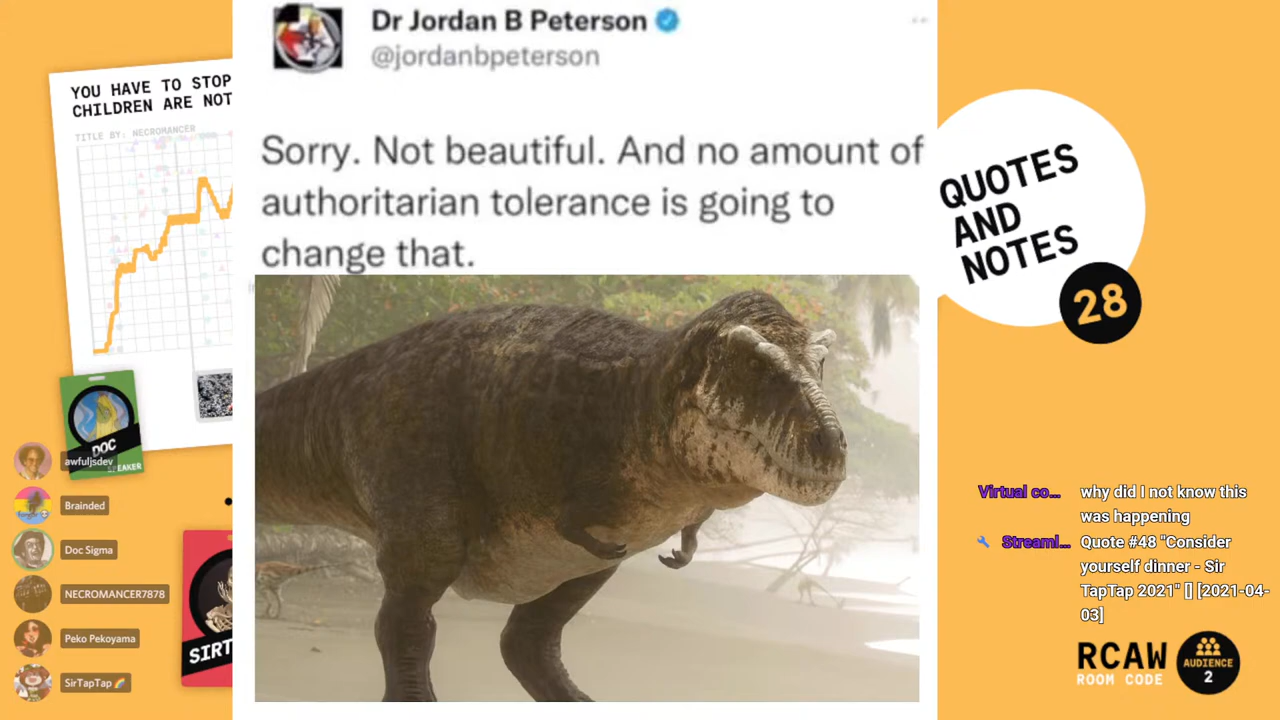 YOU HAVE TO STOP
CHILDREN ARE NOT
TITLE BY: NECROMANCER
DOC
SPEAKER
awfuljsdev
Brainded
Doc Sigma
NECROMANCER7878
Peko Pekoyama
SirTapTap
SIRT
Dr Jordan B Peterson
@jordanbpeterson
Sorry. Not beautiful. And no amount of
authoritarian tolerance is going to
change that.
QUOTES
AND
NOTES
28
Virtual co...
why did I not know this
was happening
Streaml...
Quote #48 "Consider
yourself dinner - Sir
TapTap 2021" [] [2021-04-
03]
RCAW
ROOM CODE
AUDIENCE
2